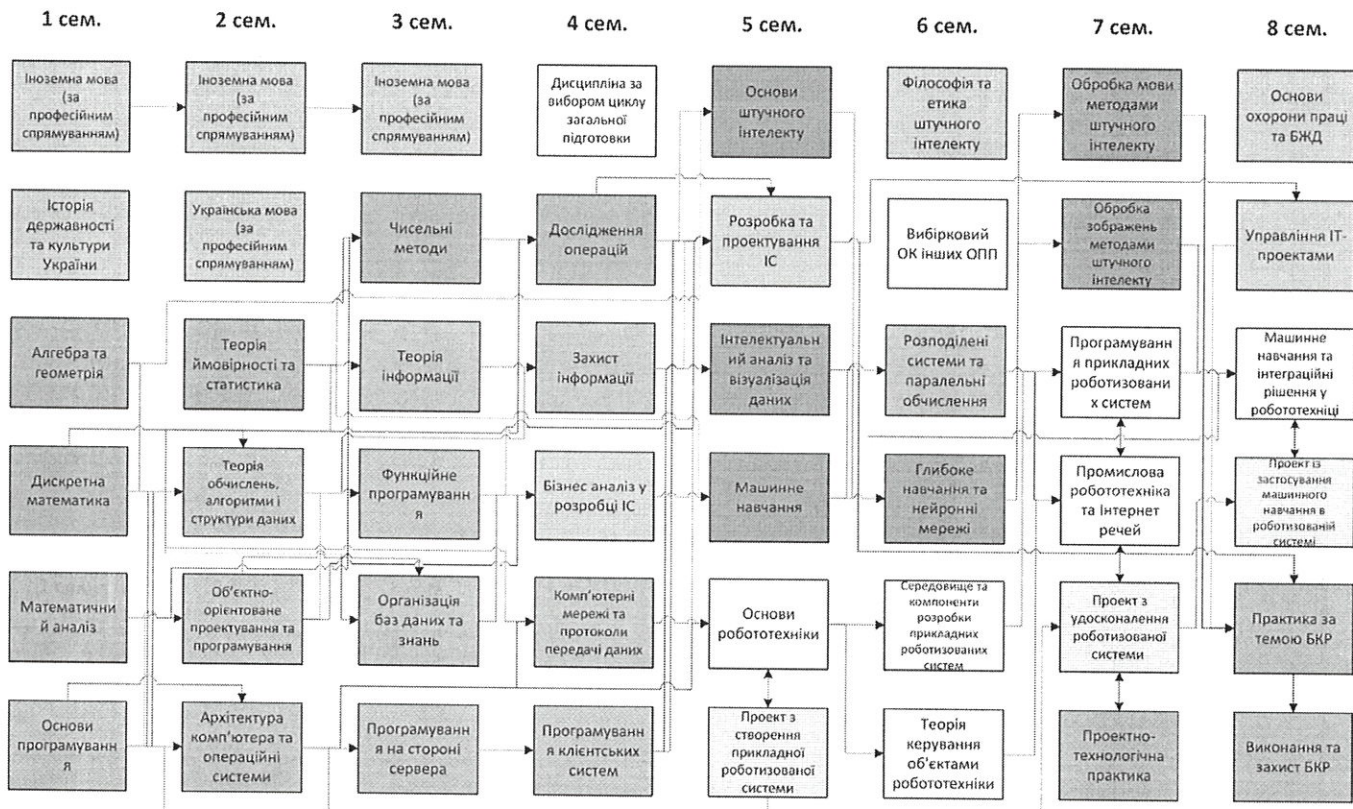 1 сем.
2 сем.
3 сем.
4 сем.
5 сем.
6 сем.
7 сем.
8 сем.
Іноземна мова
(за
професійним
спрямуванням)
Іноземна мова
(за
професійним
спрямуванням)
Іноземна мова
(за
професійним
спрямуванням)
Дисципліна за
вибором циклу
загальної
підготовки
Основи
штучного
інтелекту
Філософія та
етика
штучного
інтелекту
Обробка мови
методами
штучного
інтелекту
Основи
охорони праці
та БЖД
Історія
державності
та культури
України
Українська мова
(за
професійним
спрямуванням)
Чисельні
методи
Дослідження
операцій
Розробка та
проектування
ІС
Вибірковий
ОК інших ОПП
Обробка
зображень
методами
штучного
інтелекту
Управління ІТ-
проектами
Алгебра та
геометрія
Теорія
ймовірності та
статистика
Теорія
інформації
Захист
інформації
Інтелектуаль
ний аналіз та
візуалізація
даних
Розподілені
системи та
паралельні
обчислення
Програмуванн
я прикладних
роботизовани
х систем
Машинне
навчання та
інтеграційні
рішення у
робототехніці
Дискретна
математика
Теорія
обчислень,
алгоритми і
структури даних
Функційне
програмуванн
я
Бізнес аналіз у
розробці ІС
Машинне
навчання
Глибоке
навчання та
нейронні
мережі
Промислова
робототехніка
та Інтернет
речей
Проект із
застосування
машинного
навчання в
роботизованій
системі
Математични
й аналіз
Об’єктно-
орієнтоване
проектування та
програмування
Організація
баз даних та
знань
Комп’ютерні
мережі та
протоколи
передачі даних
Основи
робототехніки
Середовище та
компоненти
розробки
прикладних
роботизованих
систем
Проект з
удосконалення
роботизованої
системи
Практика за
темою БКР
Основи
програмуванн
я
Архітектура
комп’ютера та
операційні
системи
Програмуванн
я на стороні
сервера
Програмуванн
я клієнтських
систем
Проект з
створення
прикладної
роботизованої
системи
Теорія
керування
об’єктами
робототехніки
Проектно-
технологічна
практика
Виконання та
захист БКР